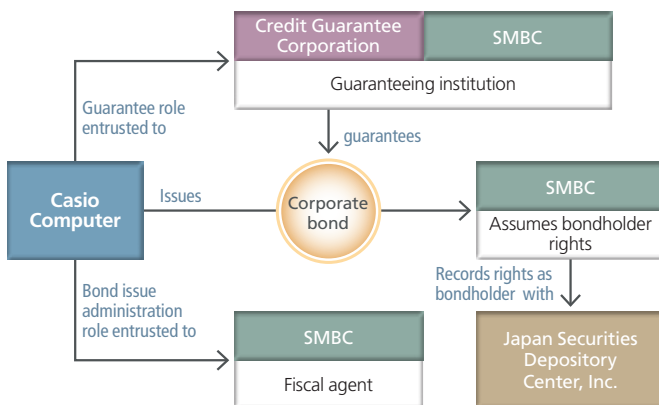 Credit Guarantee
Corporation
SMBC
Guaranteeing institution
Guarantee role
entrusted to
guarantees
Casio
Computer
Issues
Corporate
bond
SMBC
Assumes bondholder
rights
Bond issue
administration
role entrusted to
Records rights as
bondholder with
SMBC
Fiscal agent
Japan Securities
Depository
Center, Inc.